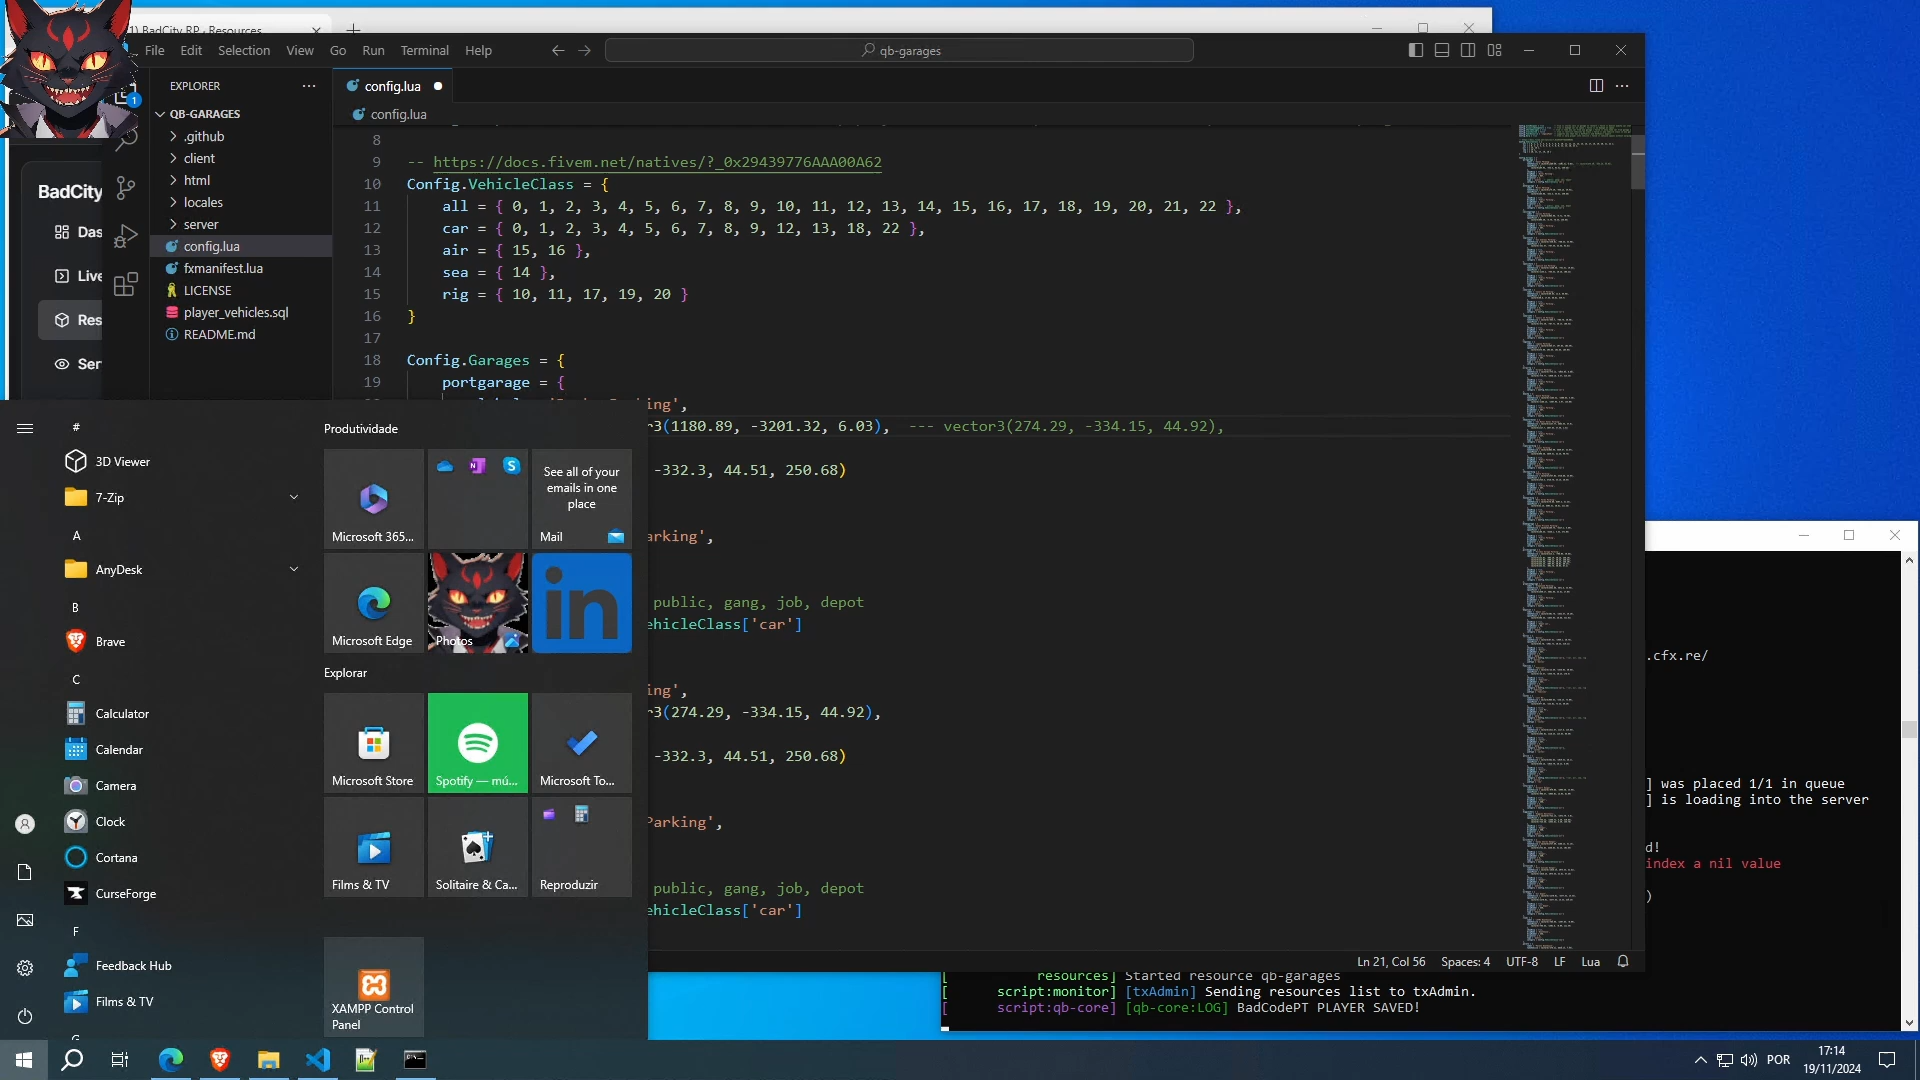 1) BadCity RP · Resources
File Edit Selection View Go Run Terminal Help
qb-garages
EXPLORER
QB-GARAGES
.github
client
html
locales
server
config.lua
fxmanifest.lua
LICENSE
player_vehicles.sql
README.md
1
BadCity
Das
Live
Res
Ser
config.lua
config.lua
8
9 -- https://docs.fivem.net/natives/?_0x29439776AAA00A62
10 Config.VehicleClass = {
11 all = { 0, 1, 2, 3, 4, 5, 6, 7, 8, 9, 10, 11, 12, 13, 14, 15, 16, 17, 18, 19, 20, 21, 22 },
12 car = { 0, 1, 2, 3, 4, 5, 6, 7, 8, 9, 12, 13, 18, 22 },
13 air = { 15, 16 },
14 sea = { 14 },
15 rig = { 10, 11, 17, 19, 20 }
16 }
17
18 Config.Garages = {
19 portgarage = {
ing',
r3(1180.89, -3201.32, 6.03), --- vector3(274.29, -334.15, 44.92),
-332.3, 44.51, 250.68)
arking',
public, gang, job, depot
ehicleClass['car']
ing',
r3(274.29, -334.15, 44.92),
-332.3, 44.51, 250.68)
Parking',
public, gang, job, depot
ehicleClass['car']
Ln 21, Col 56 Spaces: 4 UTF-8 LF Lua
#
3D Viewer
7-Zip
A
AnyDesk
B
Brave
C
Calculator
Calendar
Camera
Clock
Cortana
CurseForge
F
Feedback Hub
Films & TV
Produtividade
Microsoft 365...
See all of your
emails in one
place
Mail
Microsoft Edge
Photos
in
Explorar
Microsoft Store
Spotify — mú...
Microsoft To...
Films & TV
Solitaire & Ca...
Reproduzir
XAMPP Control
Panel
.cfx.re/
] was placed 1/1 in queue
] is loading into the server
d!
index a nil value
)
[ resources] Started resource qb-garages
[ script:monitor] [txAdmin] Sending resources list to txAdmin.
[ script:qb-core] [qb-core:LOG] BadCodePT PLAYER SAVED!
POR
17:14
19/11/2024